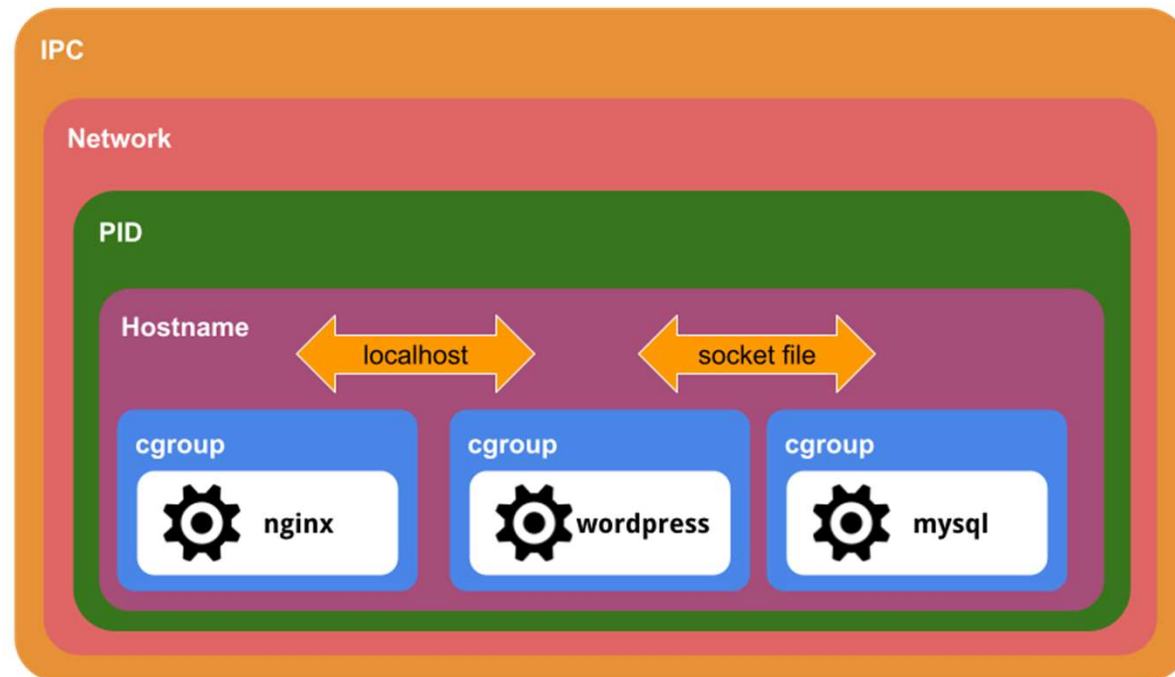 IPC
Network
PID
Hostname
localhost
socket file
cgroup
cgroup
cgroup
nginx
wordpress
mysql